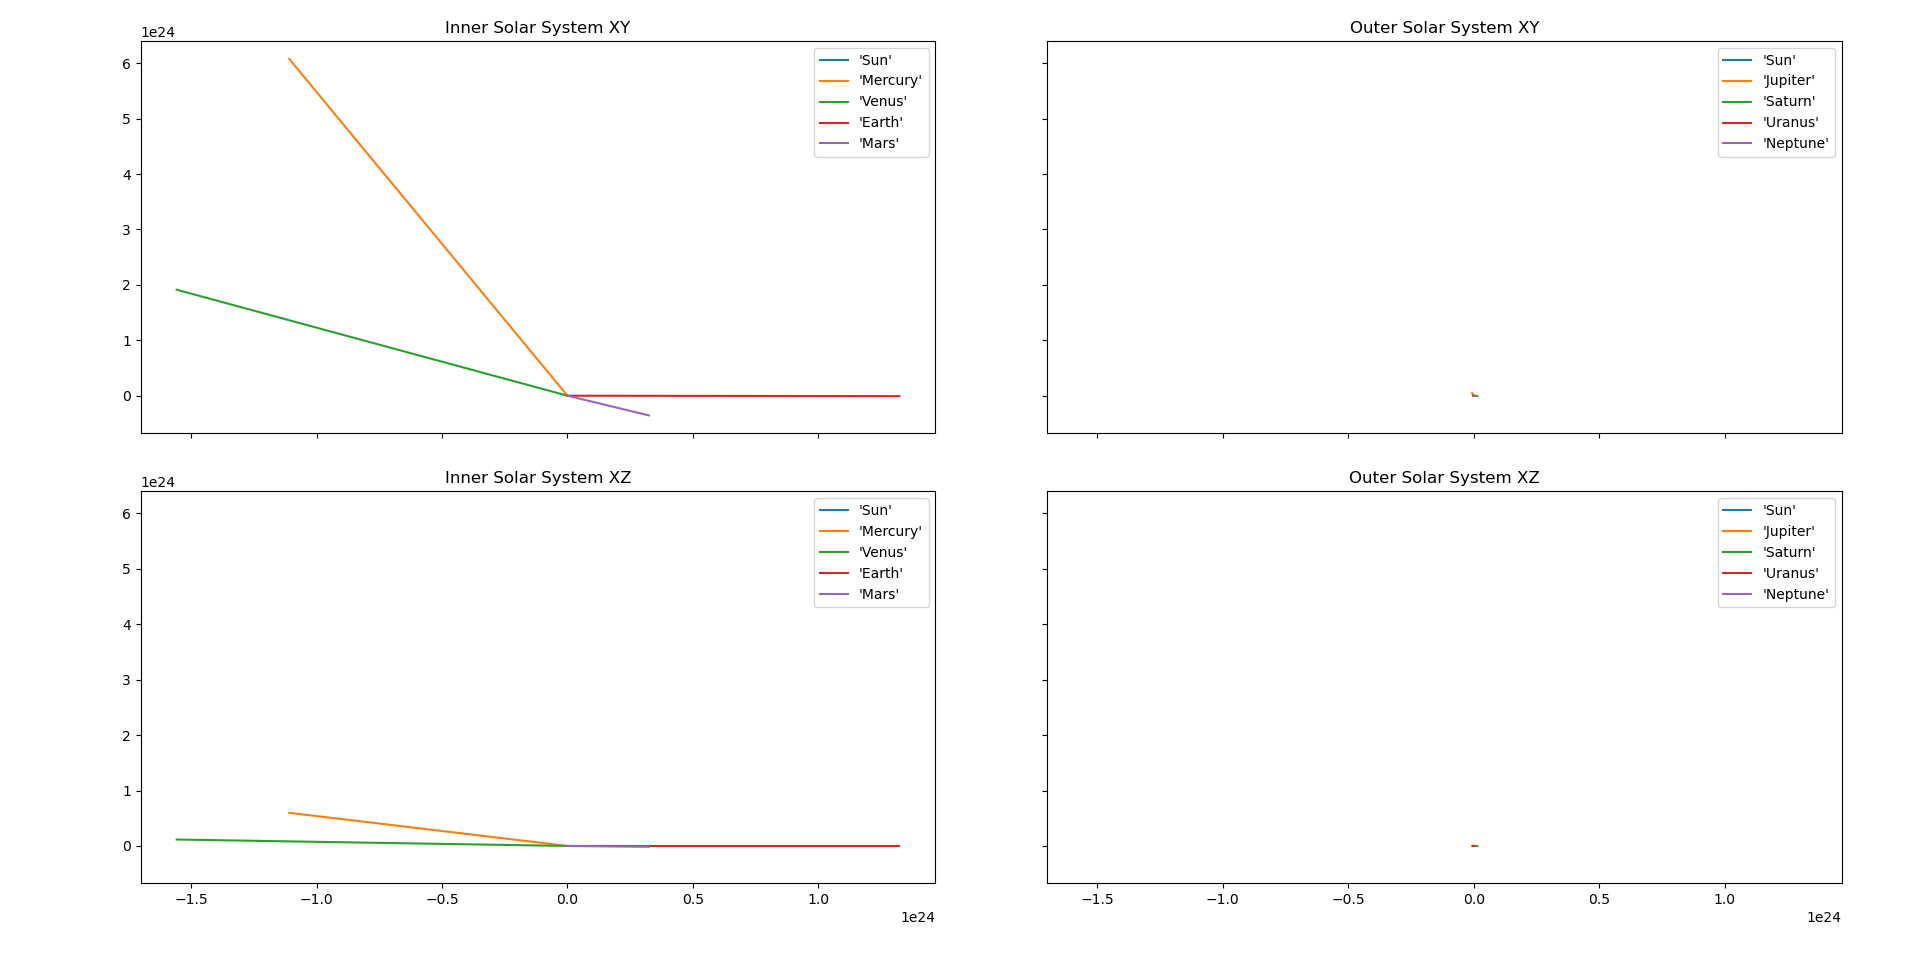 Inner Solar System XY
1e24
6
5
4
3
2
1
0
'Sun'
'Mercury'
'Venus'
'Earth'
'Mars'
Outer Solar System XY
'Sun'
'Jupiter'
'Saturn'
'Uranus'
'Neptune'
Inner Solar System XZ
1e24
6
5
4
3
2
1
0
'Sun'
'Mercury'
'Venus'
'Earth'
'Mars'
−1.5 −1.0 −0.5 0.0 0.5 1.0
1e24
Outer Solar System XZ
'Sun'
'Jupiter'
'Saturn'
'Uranus'
'Neptune'
−1.5 −1.0 −0.5 0.0 0.5 1.0
1e24